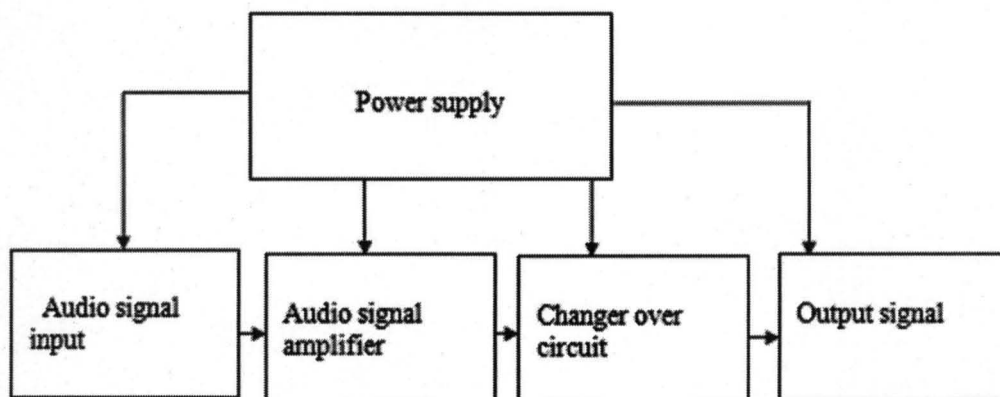 Power supply
Audio signal
input
Audio signal
amplifier
Changer over
circuit
Output signal